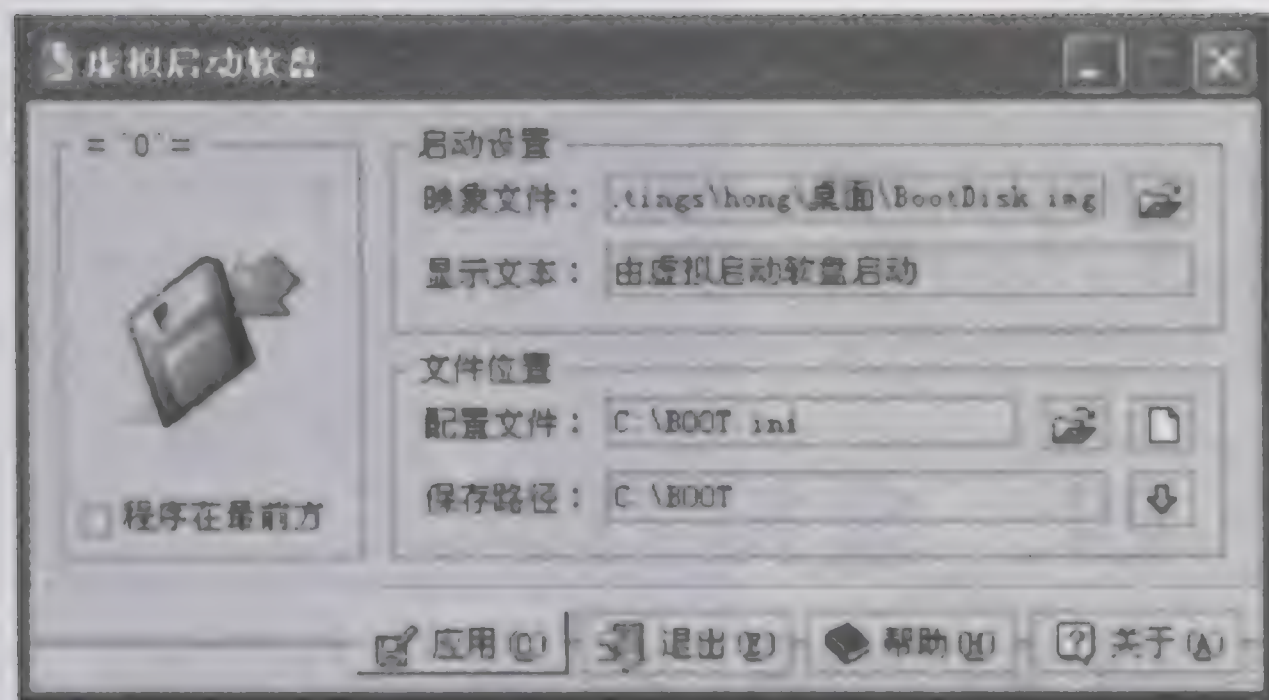 虚拟启动软盘
= ˇ0ˇ =
程序在最前方
启动设置
映象文件： .tings\hong\桌面\BootDisk img
显示文本： 由虚拟启动软盘启动
文件位置
配置文件： C:\BOOT ini
保存路径： C:\BOOT
应用(O) 退出(E) 帮助(H) 关于(A)